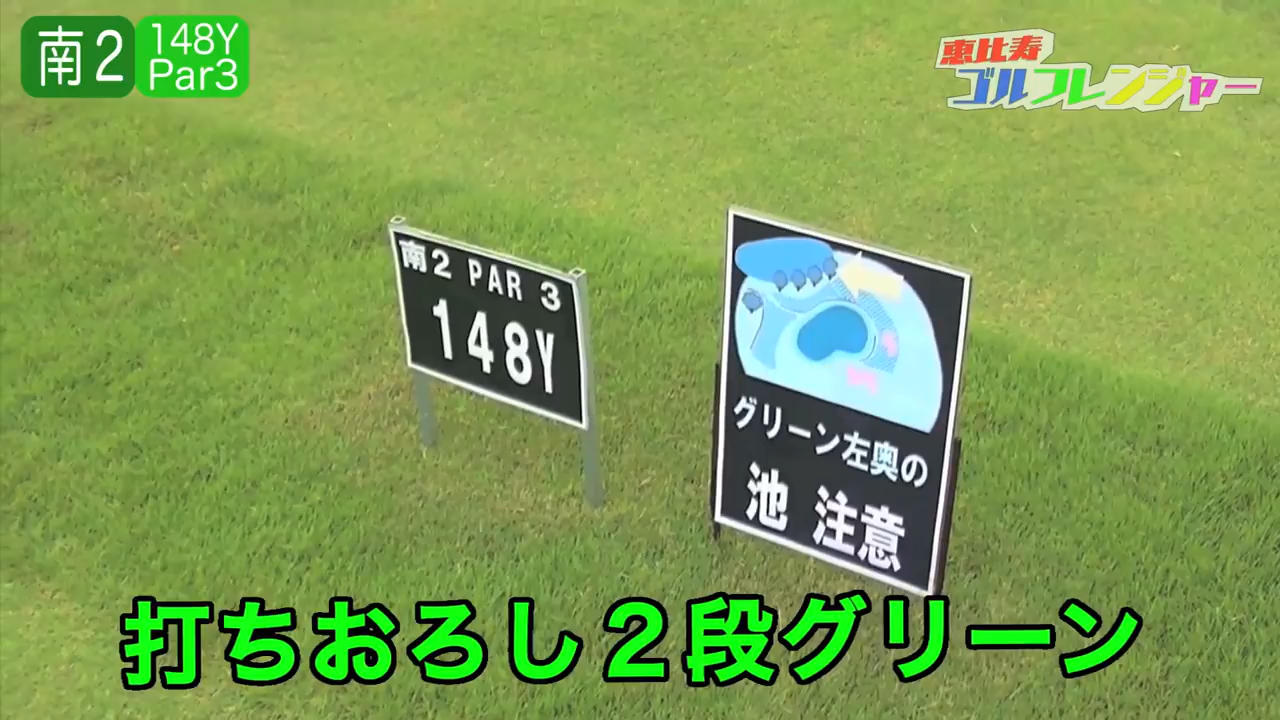 南2
148Y
Par3
恵比寿
ゴルフレンジャー
南2 PAR 3
148Y
グリーン左奥の
池 注意
打ちおろし２段グリーン